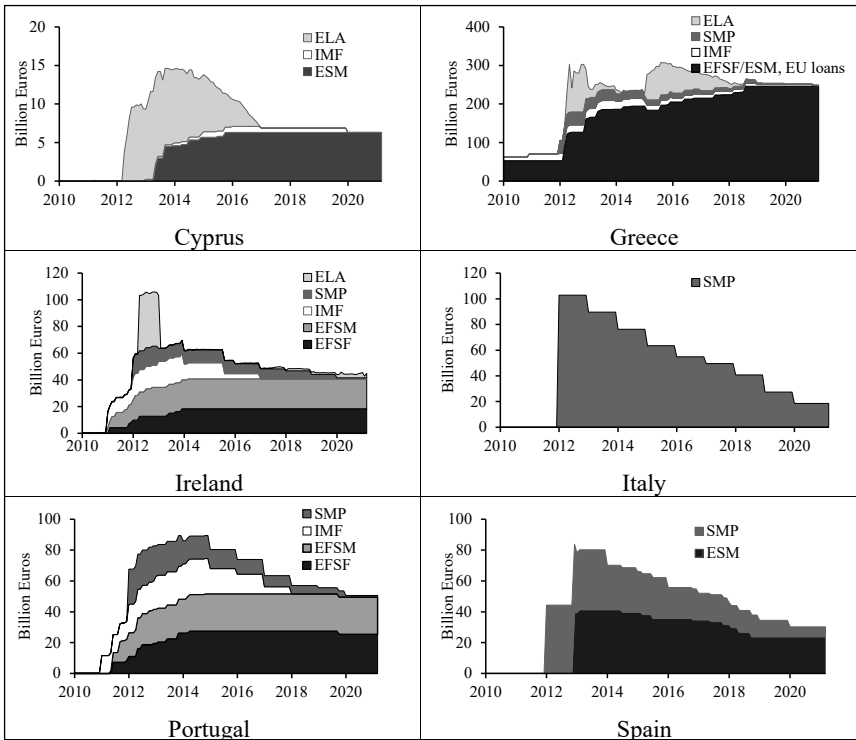 Billion Euros
20
15
10
5
0
2010 2012 2014 2016 2018 2020
ELA
IMF
ESM
Cyprus
Billion Euros
400
300
200
100
0
2010 2012 2014 2016 2018 2020
ELA
SMP
IMF
EFSF/ESM, EU loans
Greece
Billion Euros
120
100
80
60
40
20
0
2010 2012 2014 2016 2018 2020
ELA
SMP
IMF
EFSM
EFSF
Ireland
Billion Euros
120
100
80
60
40
20
0
2010 2012 2014 2016 2018 2020
SMP
Italy
Billion Euros
100
80
60
40
20
0
2010 2012 2014 2016 2018 2020
SMP
IMF
EFSM
EFSF
Portugal
Billion Euros
100
80
60
40
20
0
2010 2012 2014 2016 2018 2020
SMP
ESM
Spain